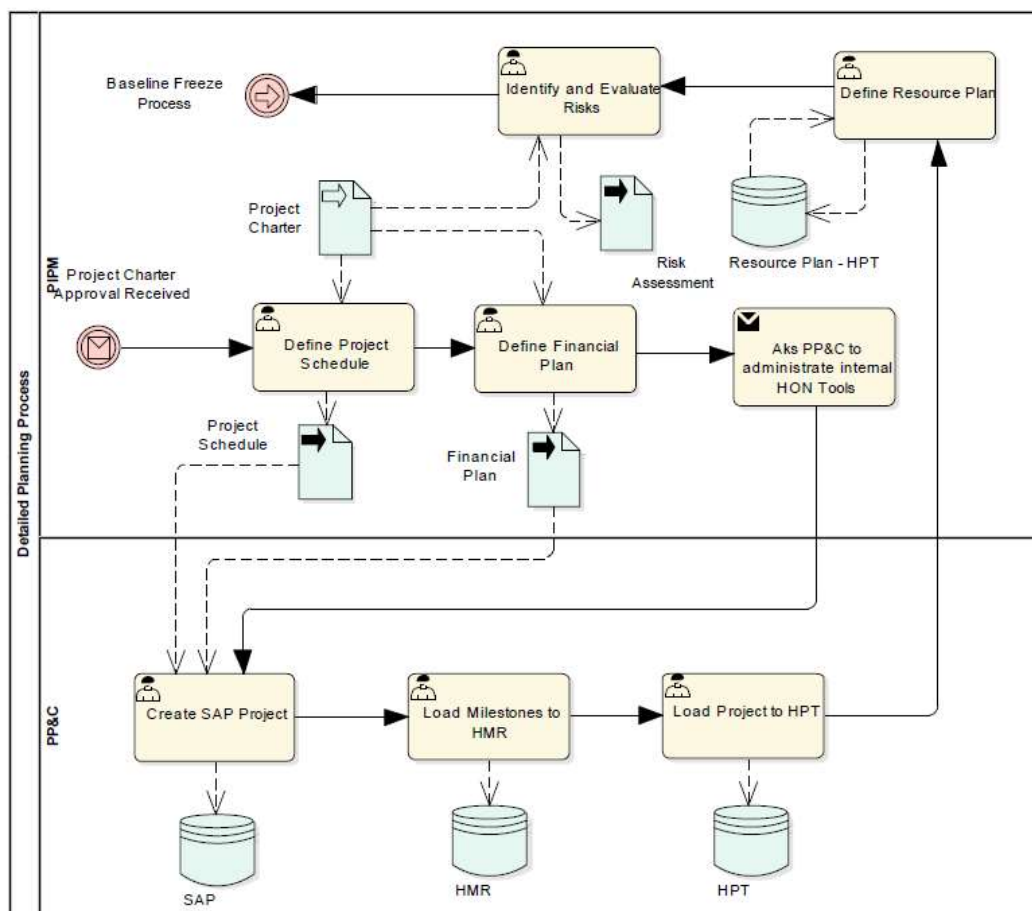 Detailed Planning Process
PIPM
Baseline Freeze
Process
Identify and Evaluate
Risks
Define Resource Plan
Project
Charter
Risk
Assessment
Resource Plan - HPT
Project Charter
Approval Received
Define Project
Schedule
Define Financial
Plan
Aks PP&C to
administrate internal
HON Tools
Project
Schedule
Financial
Plan
PP&C
Create SAP Project
Load Milestones to
HMR
Load Project to HPT
SAP
HMR
HPT